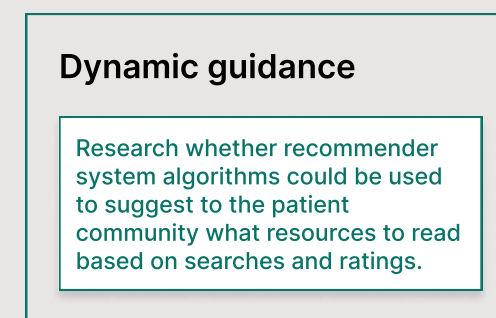 Dynamic guidance
Research whether recommender
system algorithms could be used
to suggest to the patient
community what resources to read
based on searches and ratings.